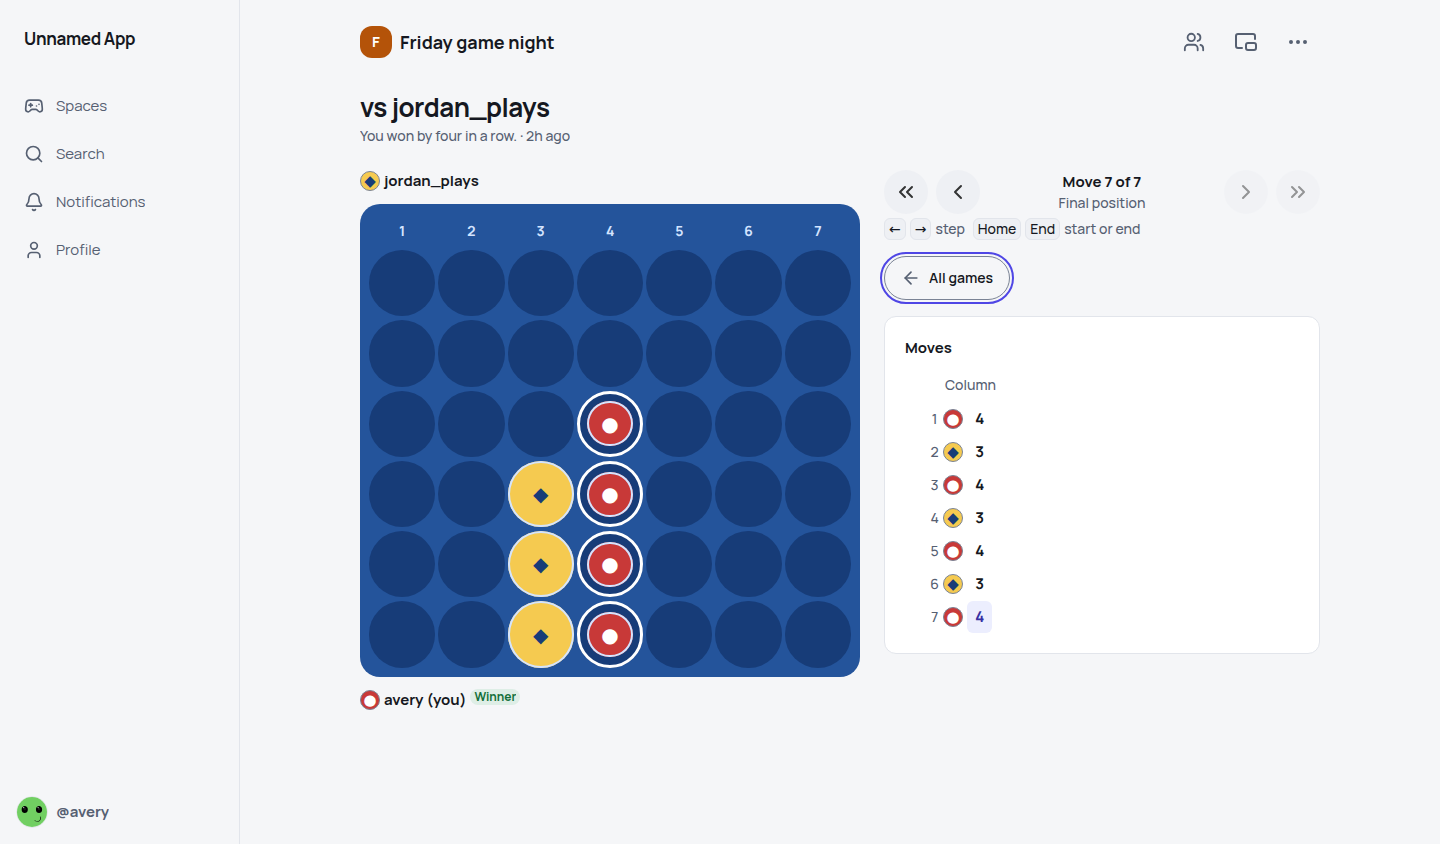 Unnamed App
Spaces
Search
Notifications
Profile
@avery
F Friday game night
vs jordan_plays
You won by four in a row. · 2h ago
jordan_plays
1 2 3 4 5 6 7
avery (you) Winner
Move 7 of 7
Final position
← → step Home End start or end
← All games
Moves
Column
1 4
2 3
3 4
4 3
5 4
6 3
7 4